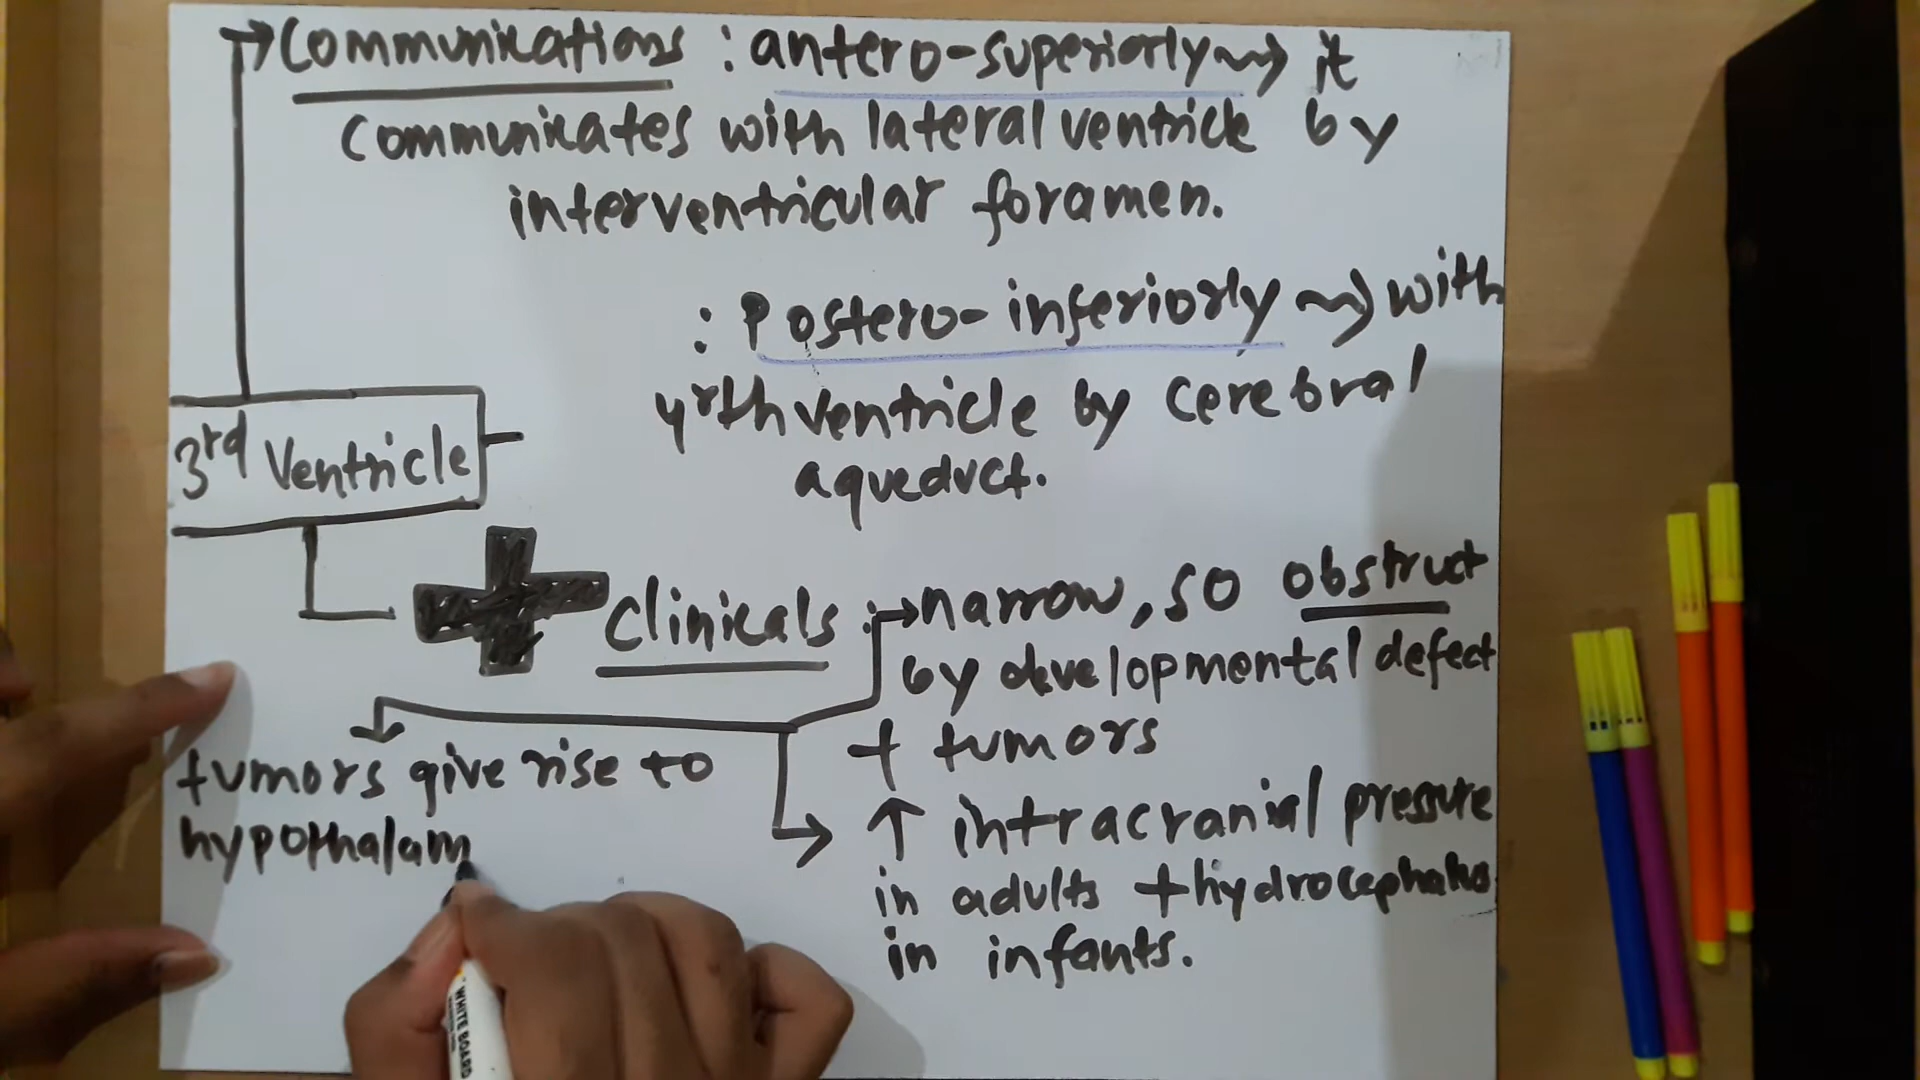 Communications : antero-superiorly → it
communicates with lateral ventricle by
interventricular foramen.
: Postero-inferiorly → with
4rth ventricle by cerebral
aqueduct.
3rd Ventricle
Clinicals : → narrow, so obstruct
by developmental defect
+ tumors
↑ intracranial pressure
in adults + hydrocephalus
in infants.
tumors give rise to
hypothalam
WHITE BOARD